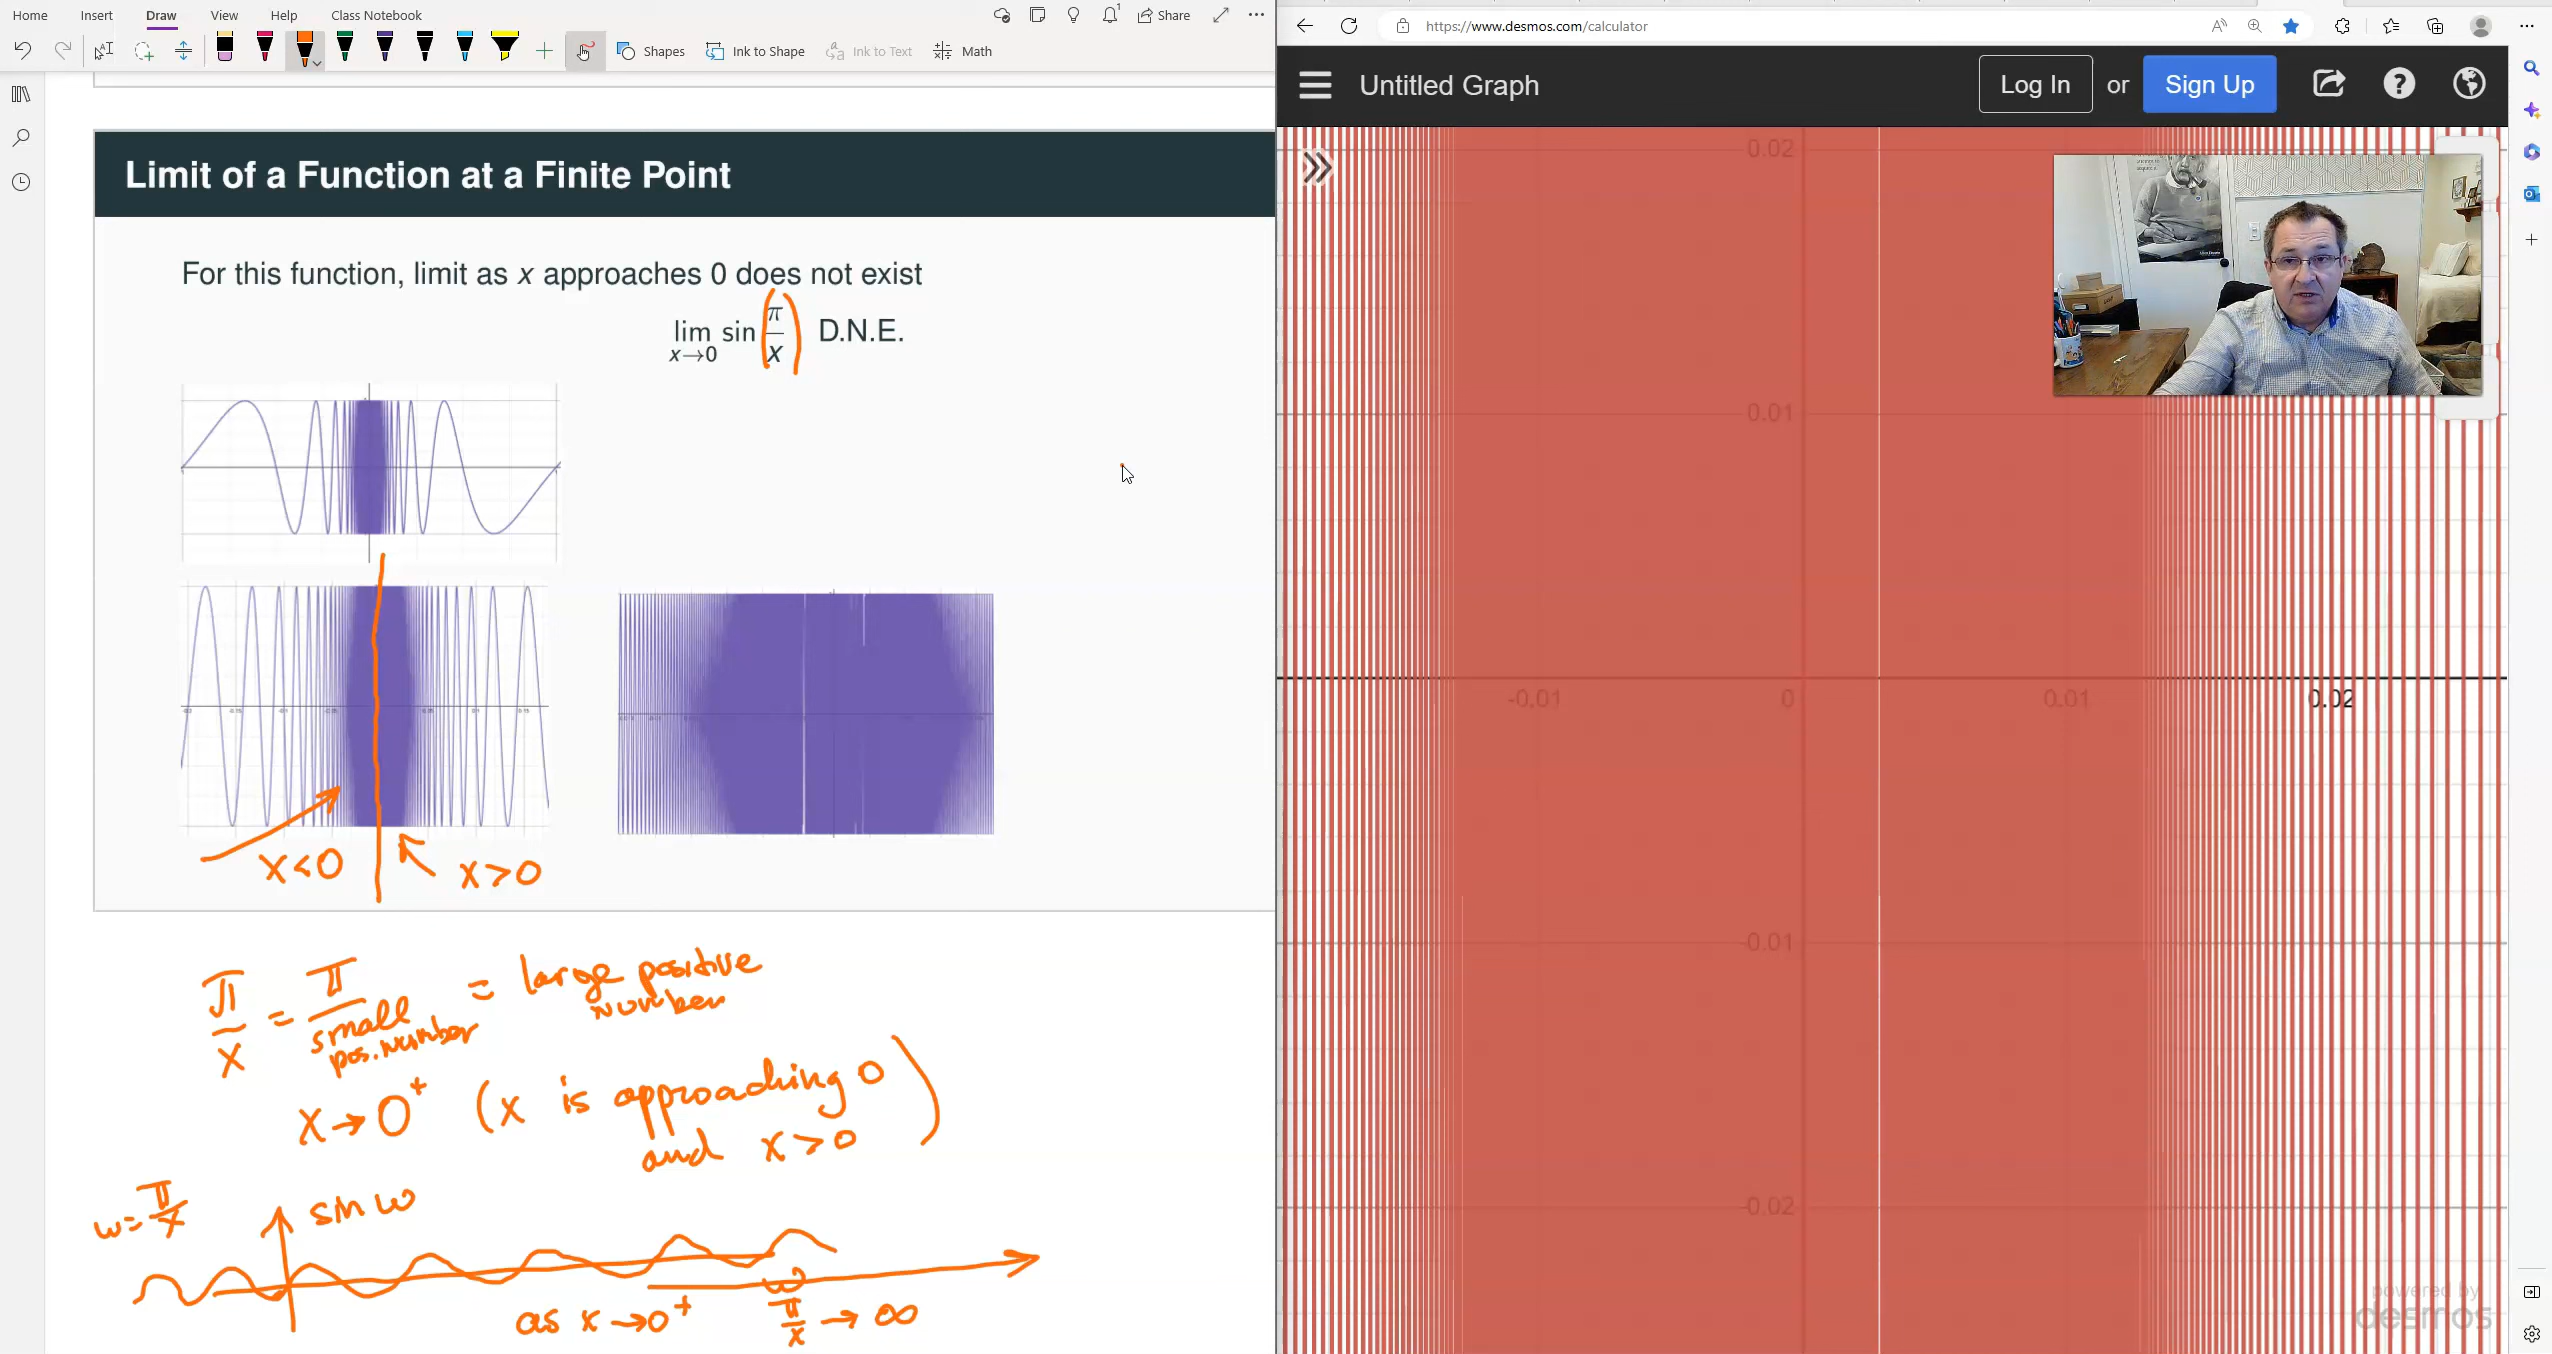 Home Insert Draw View Help Class Notebook
1 Share
Shapes Ink to Shape Ink to Text Math
https://www.desmos.com/calculator
Untitled Graph
Log In or Sign Up
Limit of a Function at a Finite Point
For this function, limit as x approaches 0 does not exist
lim x→0 sin (π/x) D.N.E.
x<0
x>0
π/x = π/small pos. number = large positive number
x→0⁺ (x is approaching 0
and x>0)
w=π/x
sin w
as x→0⁺ π/x → ∞
0.02
0.01
-0.01 0 0.01 0.02
-0.01
-0.02
powered by
desmos